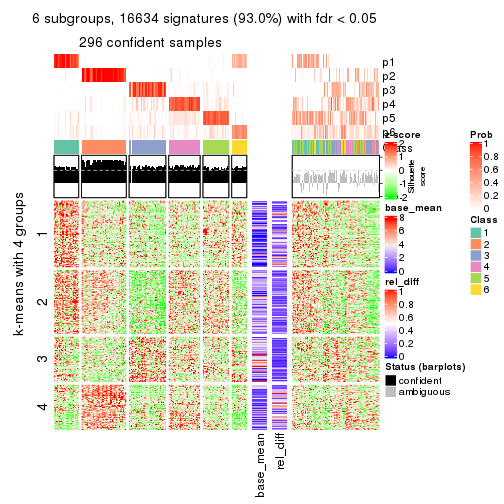 6 subgroups, 16634 signatures (93.0%) with fdr < 0.05
296 confident samples
p1
p2
p3
p4
p5
p6
k-means with 4 groups
1
2
3
4
base_mean
rel_diff
z-score
2
1
0
-1
-2
Silhouette
score
base_mean
8
6
4
2
0
rel_diff
1
0.8
0.6
0.4
0.2
0
Status (barplots)
confident
ambiguous
Prob
1
0.8
0.6
0.4
0.2
0
Class
1
2
3
4
5
6